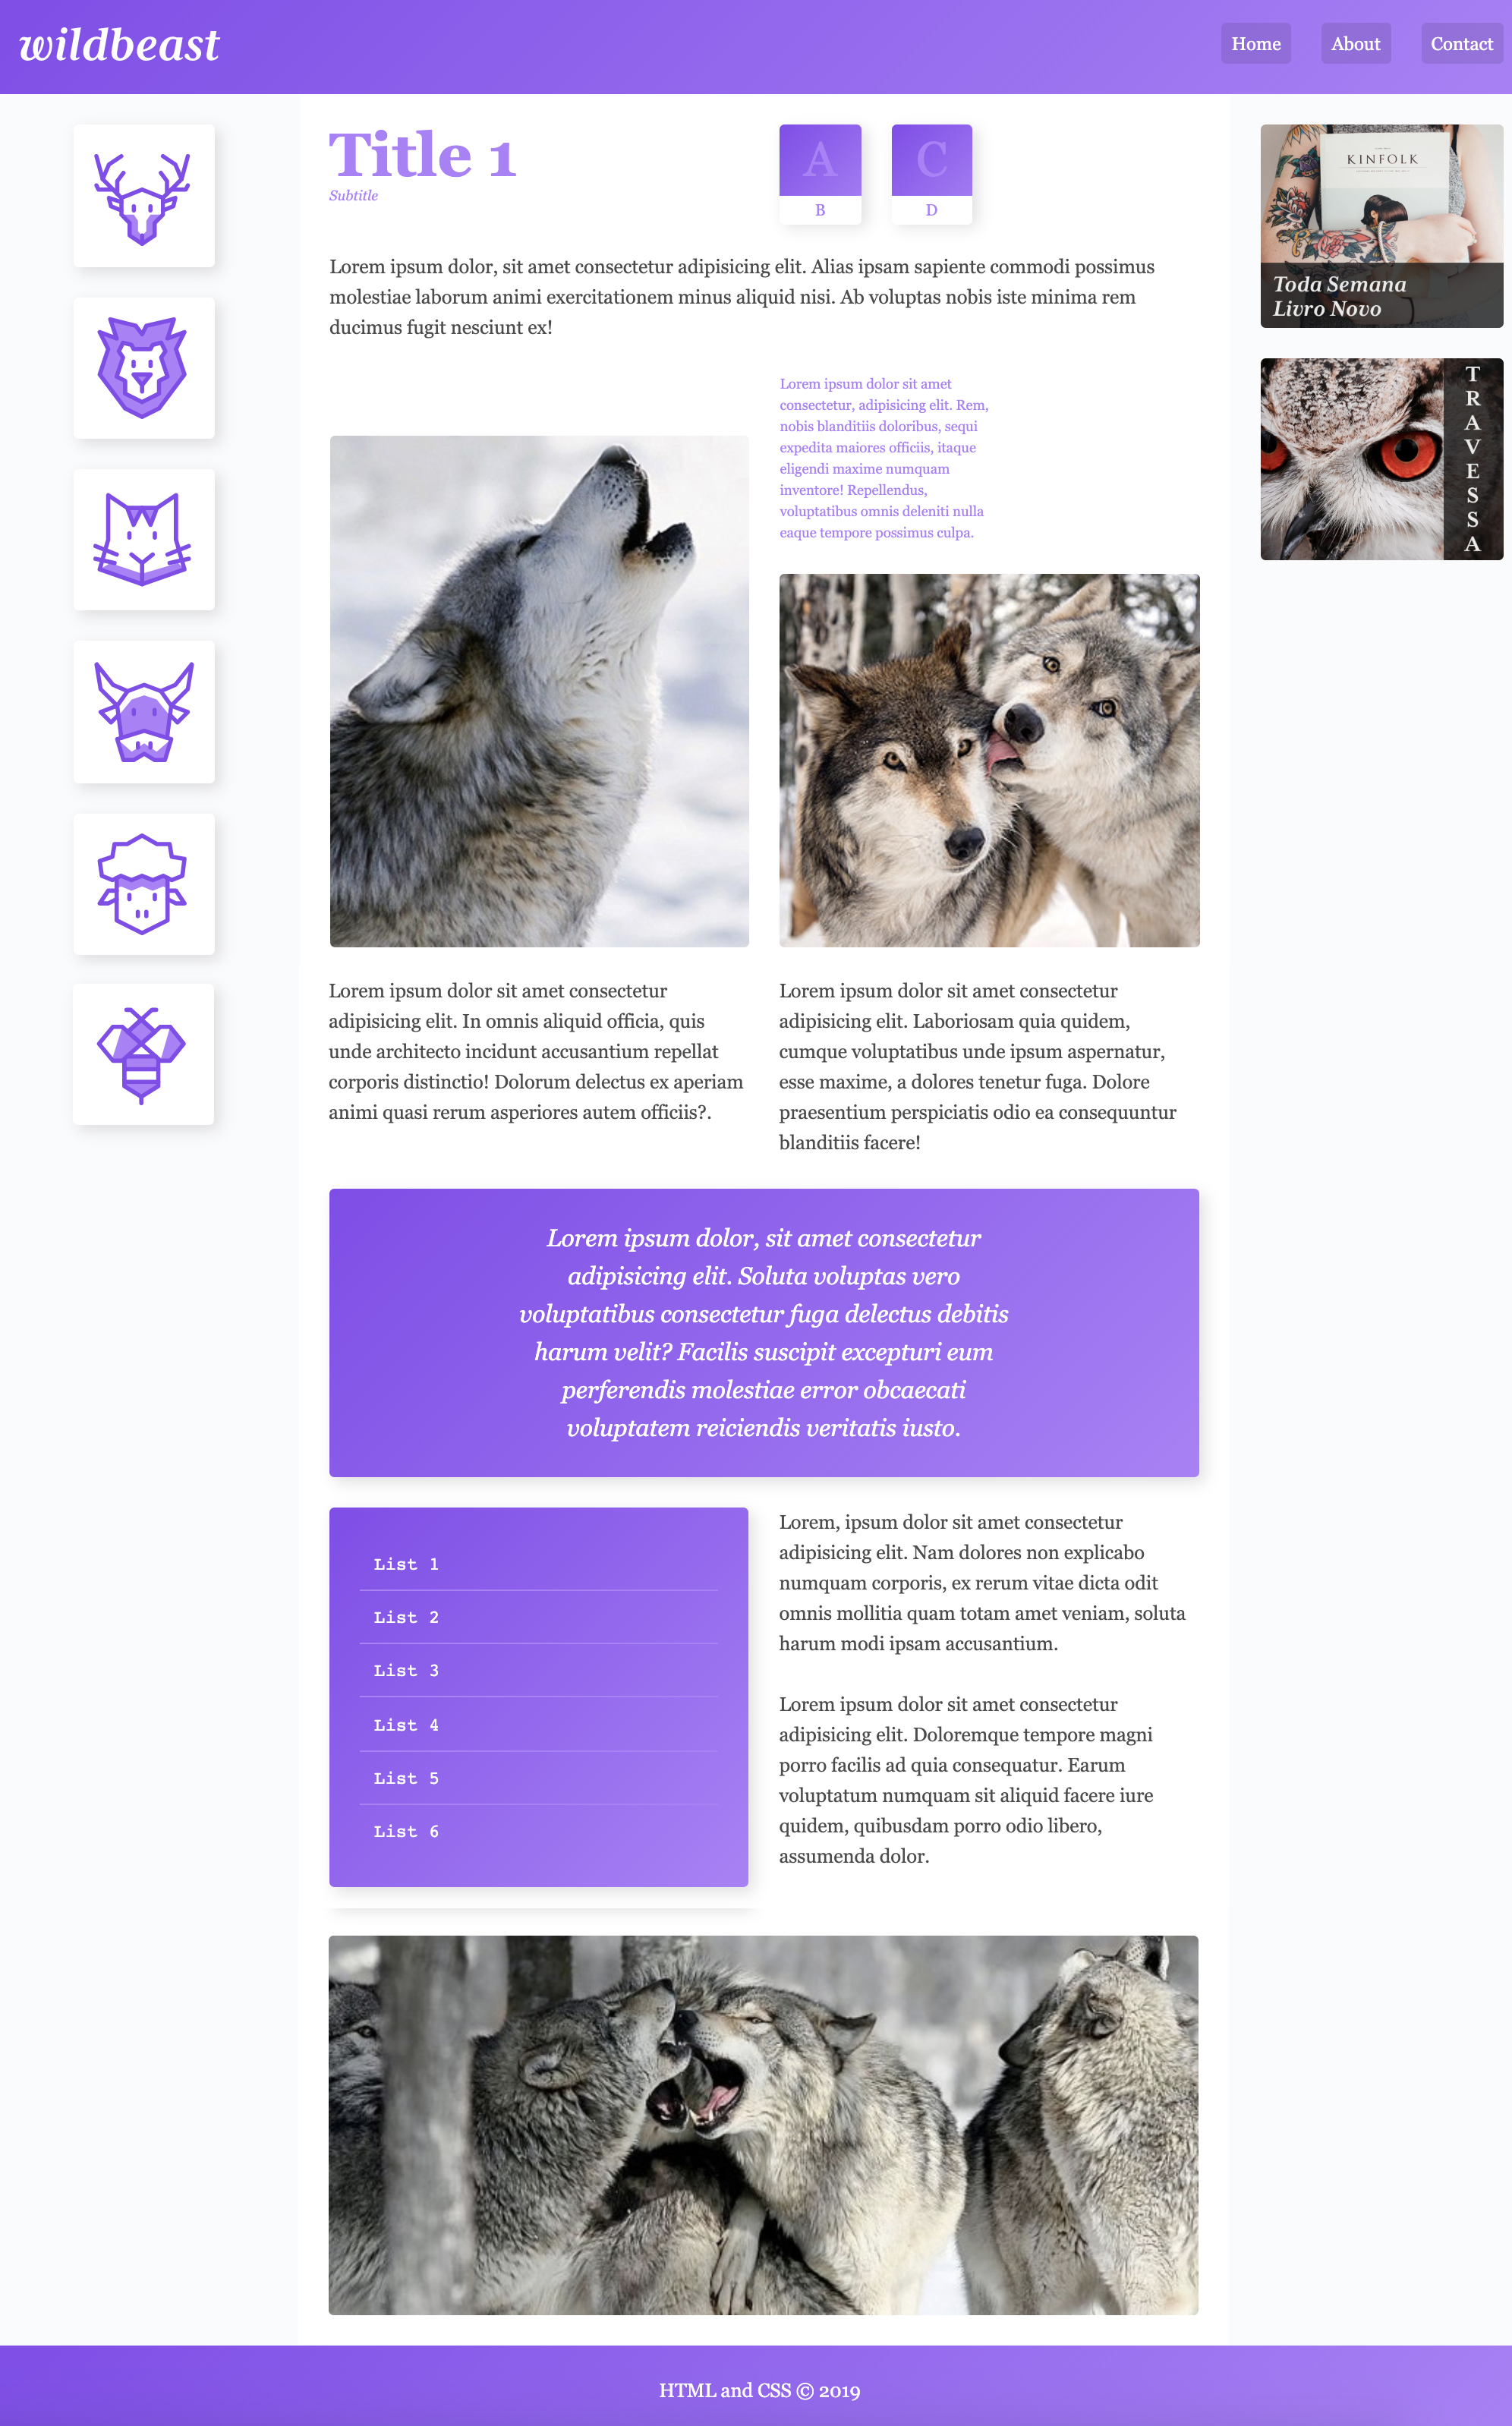 wildbeast
Home
About
Contact
Title 1
Subtitle
A
B
C
D
Lorem ipsum dolor, sit amet consectetur adipisicing elit. Alias ipsam sapiente commodi possimus
molestiae laborum animi exercitationem minus aliquid nisi. Ab voluptas nobis iste minima rem
ducimus fugit nesciunt ex!
Lorem ipsum dolor sit amet
consectetur, adipisicing elit. Rem,
nobis blanditiis doloribus, sequi
expedita maiores officiis, itaque
eligendi maxime numquam
inventore! Repellendus,
voluptatibus omnis deleniti nulla
eaque tempore possimus culpa.
Lorem ipsum dolor sit amet consectetur
adipisicing elit. In omnis aliquid officia, quis
unde architecto incidunt accusantium repellat
corporis distinctio! Dolorum delectus ex aperiam
animi quasi rerum asperiores autem officiis?.
Lorem ipsum dolor sit amet consectetur
adipisicing elit. Laboriosam quia quidem,
cumque voluptatibus unde ipsum aspernatur,
esse maxime, a dolores tenetur fuga. Dolore
praesentium perspiciatis odio ea consequuntur
blanditiis facere!
Lorem ipsum dolor, sit amet consectetur
adipisicing elit. Soluta voluptas vero
voluptatibus consectetur fuga delectus debitis
harum velit? Facilis suscipit excepturi eum
perferendis molestiae error obcaecati
voluptatem reiciendis veritatis iusto.
List 1
List 2
List 3
List 4
List 5
List 6
Lorem, ipsum dolor sit amet consectetur
adipisicing elit. Nam dolores non explicabo
numquam corporis, ex rerum vitae dicta odit
omnis mollitia quam totam amet veniam, soluta
harum modi ipsam accusantium.
Lorem ipsum dolor sit amet consectetur
adipisicing elit. Doloremque tempore magni
porro facilis ad quia consequatur. Earum
voluptatum numquam sit aliquid facere iure
quidem, quibusdam porro odio libero,
assumenda dolor.
KINFOLK
Toda Semana
Livro Novo
TRAVESSA
HTML and CSS © 2019